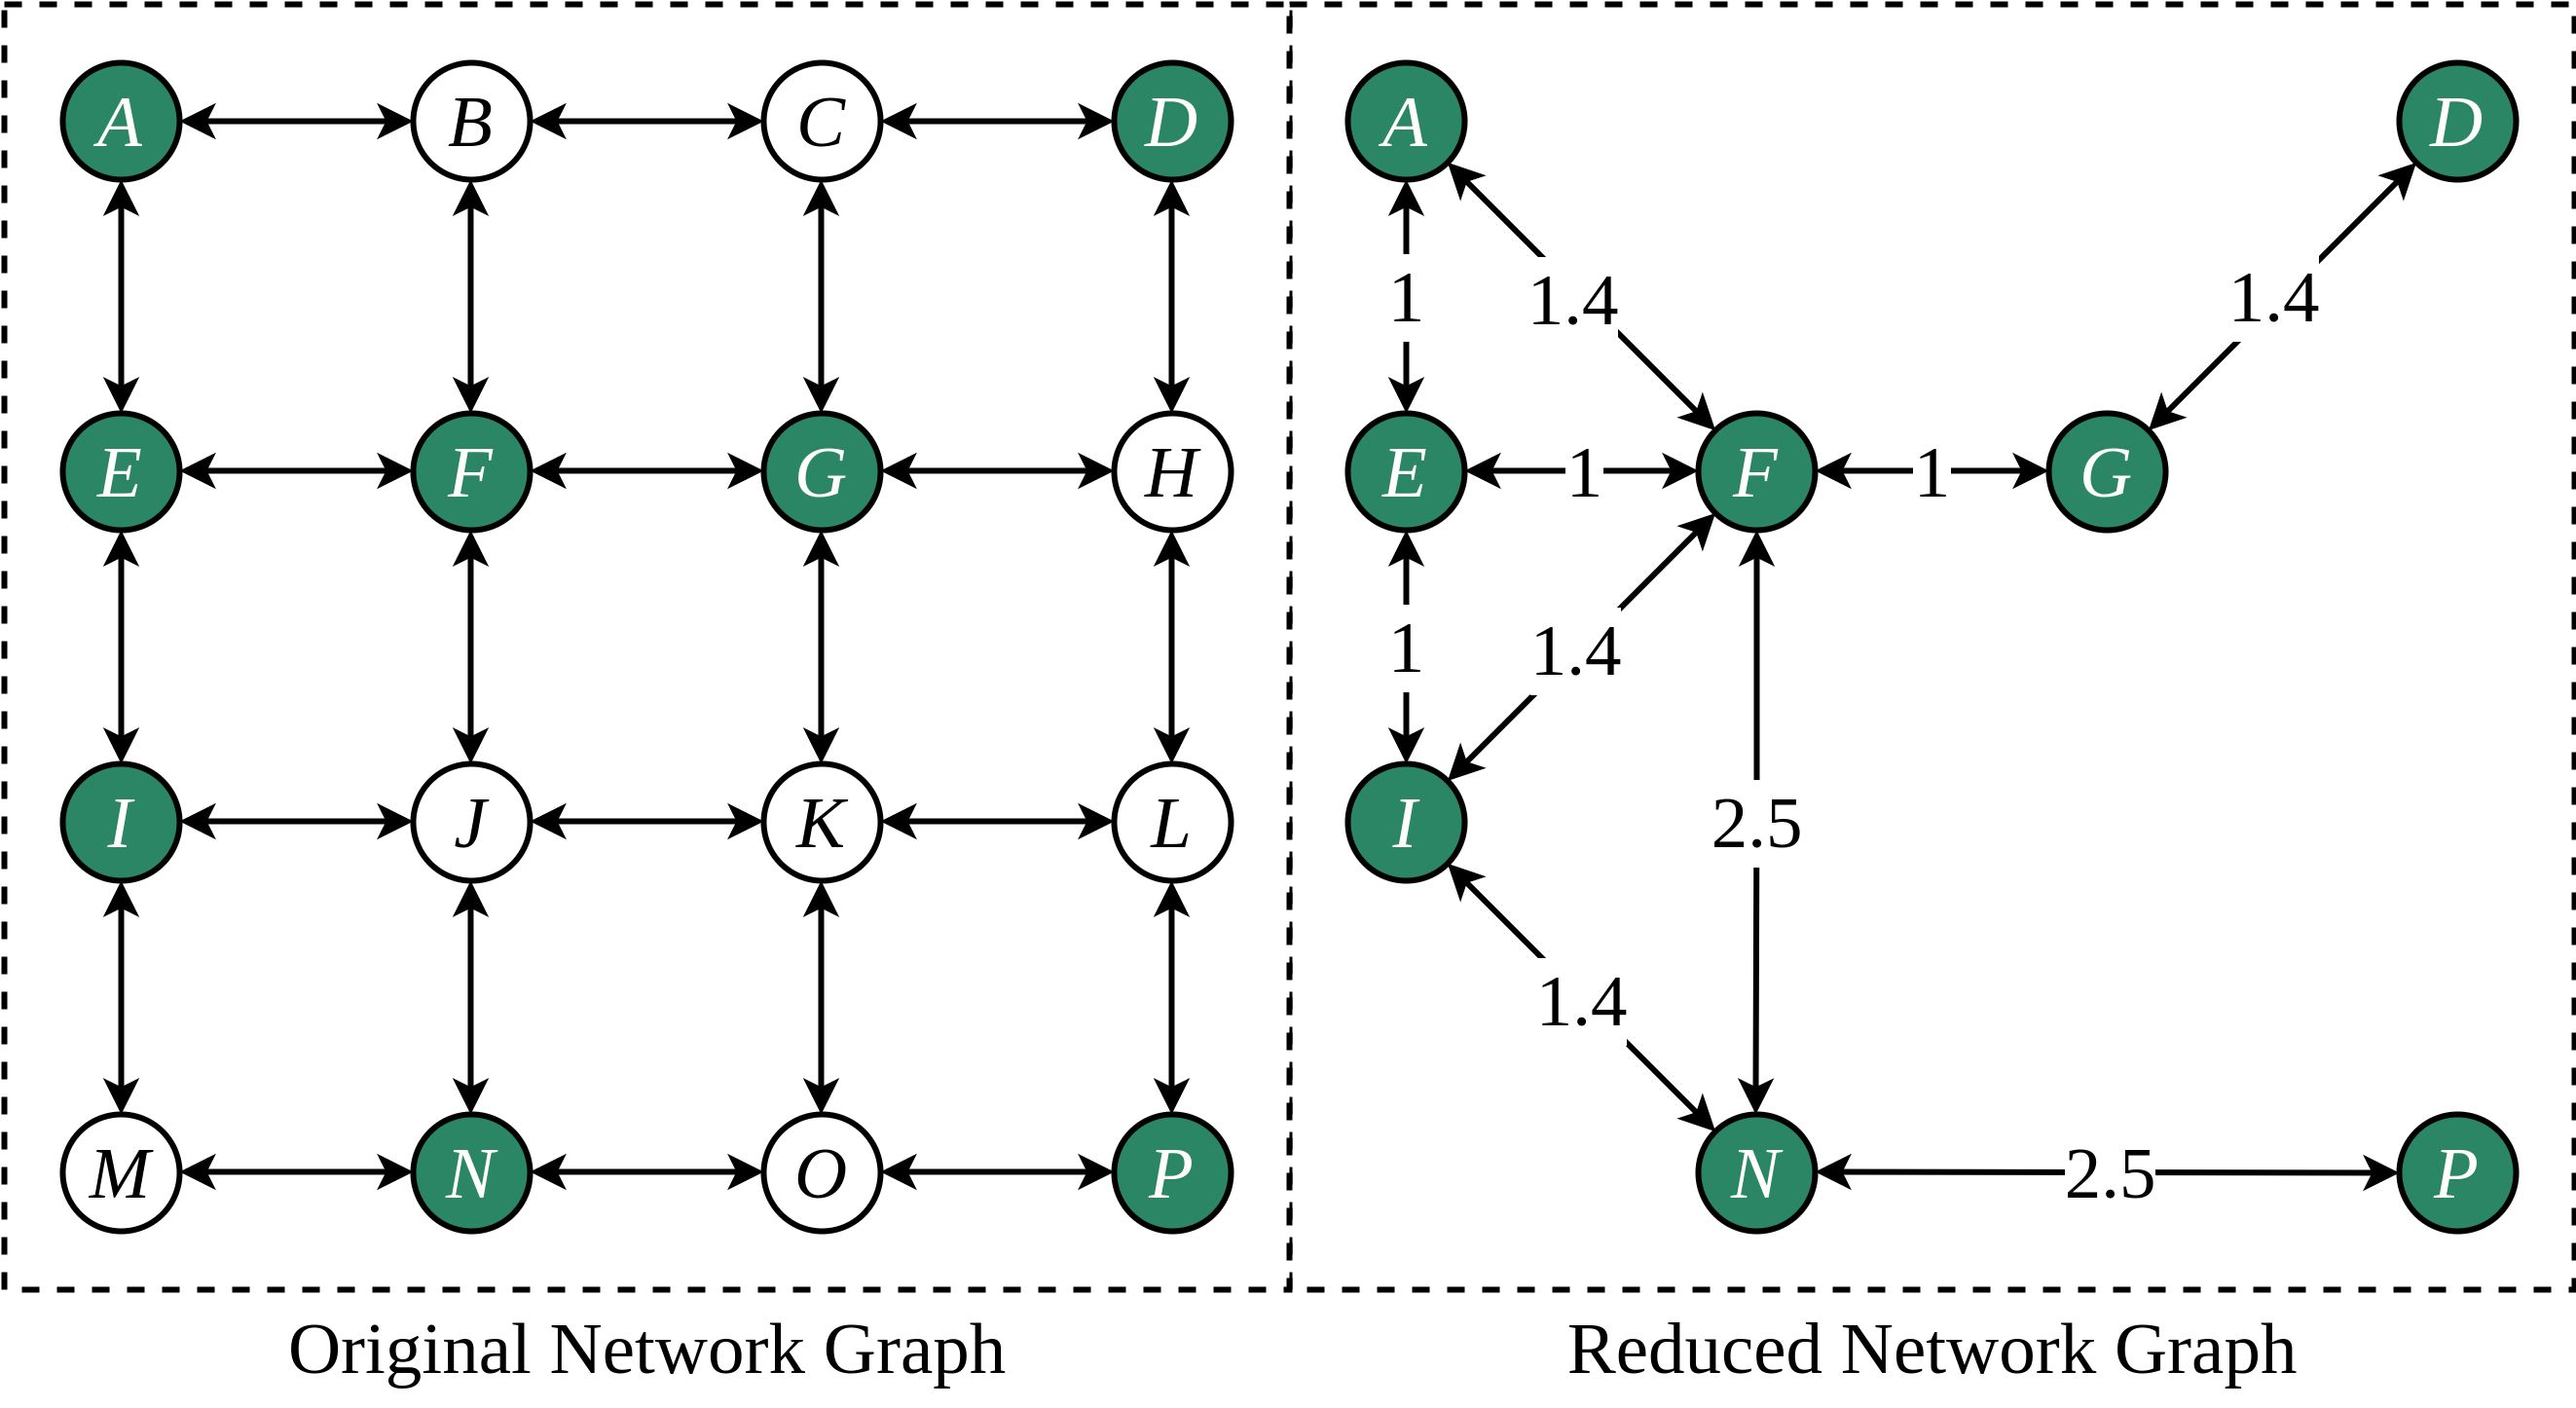 A B C D A D
1 1.4 1.4
E F G H E 1 F 1 G
1 1.4
I J K L I 2.5
1.4
M N O P N 2.5 P
Original Network Graph Reduced Network Graph